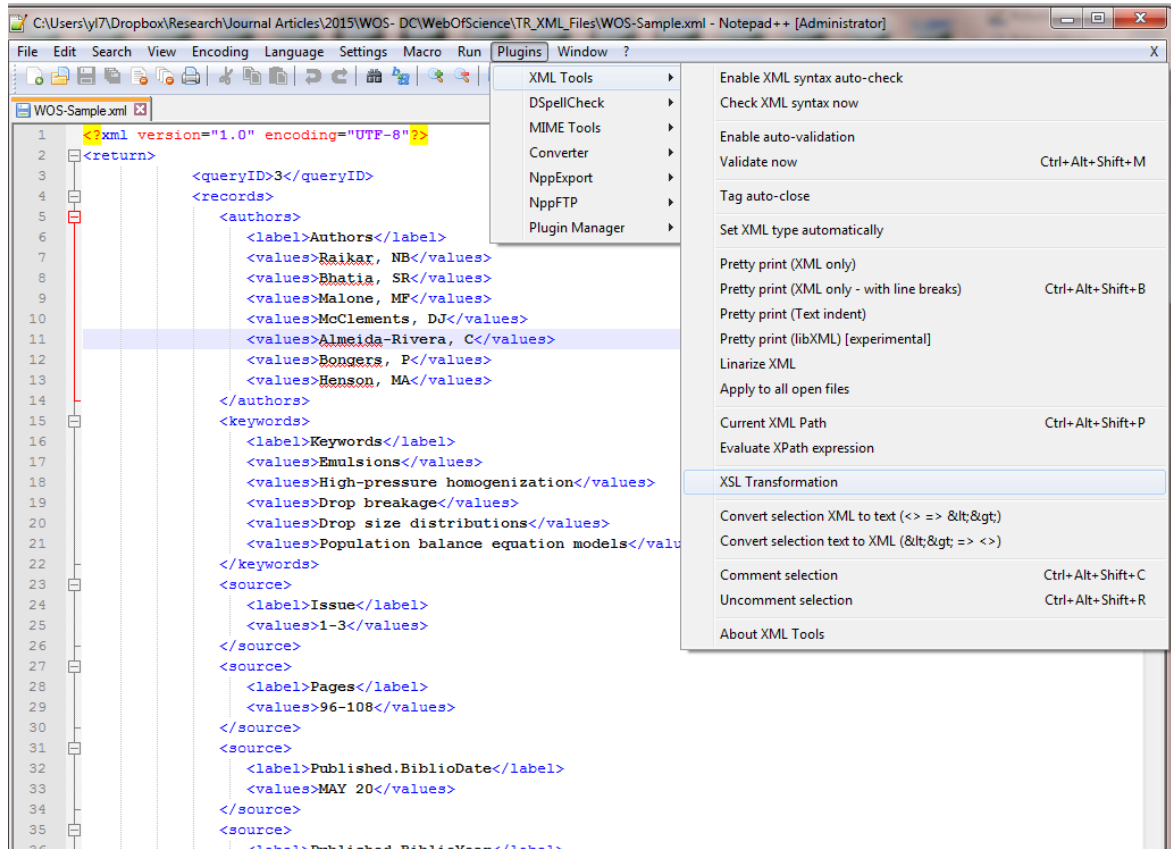 C:\Users\yl7\Dropbox\Research\Journal Articles\2015\WOS- DC\WebOfScience\TR_XML_Files\WOS-Sample.xml - Notepad++ [Administrator]
File Edit Search View Encoding Language Settings Macro Run Plugins Window ? X
WOS-Sample.xml
XML Tools
DSpellCheck
MIME Tools
Converter
NppExport
NppFTP
Plugin Manager
Enable XML syntax auto-check
Check XML syntax now
Enable auto-validation
Validate now Ctrl+Alt+Shift+M
Tag auto-close
Set XML type automatically
Pretty print (XML only)
Pretty print (XML only - with line breaks) Ctrl+Alt+Shift+B
Pretty print (Text indent)
Pretty print (libXML) [experimental]
Linarize XML
Apply to all open files
Current XML Path Ctrl+Alt+Shift+P
Evaluate XPath expression
XSL Transformation
Convert selection XML to text (<> => &lt;&gt;)
Convert selection text to XML (&lt;&gt; => <>)
Comment selection Ctrl+Alt+Shift+C
Uncomment selection Ctrl+Alt+Shift+R
About XML Tools
1 <?xml version="1.0" encoding="UTF-8"?>
2 <return>
3 <queryID>3</queryID>
4 <records>
5 <authors>
6 <label>Authors</label>
7 <values>Raikar, NB</values>
8 <values>Bhatia, SR</values>
9 <values>Malone, MF</values>
10 <values>McClements, DJ</values>
11 <values>Almeida-Rivera, C</values>
12 <values>Bongers, P</values>
13 <values>Henson, MA</values>
14 </authors>
15 <keywords>
16 <label>Keywords</label>
17 <values>Emulsions</values>
18 <values>High-pressure homogenization</values>
19 <values>Drop breakage</values>
20 <values>Drop size distributions</values>
21 <values>Population balance equation models</valu
22 </keywords>
23 <source>
24 <label>Issue</label>
25 <values>1-3</values>
26 </source>
27 <source>
28 <label>Pages</label>
29 <values>96-108</values>
30 </source>
31 <source>
32 <label>Published.BiblioDate</label>
33 <values>MAY 20</values>
34 </source>
35 <source>
36 <label>Published.BiblioYear</label>